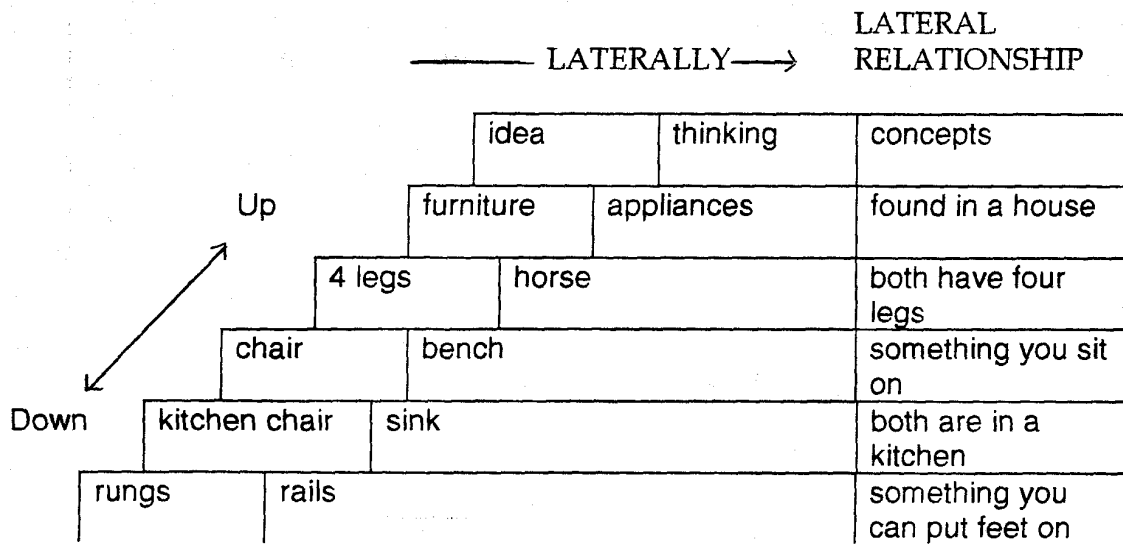 LATERAL
LATERALLY RELATIONSHIP
idea thinking concepts
Up furniture appliances found in a house
4 legs horse both have four
legs
chair bench something you sit
on
Down kitchen chair sink both are in a
kitchen
rungs rails something you
can put feet on